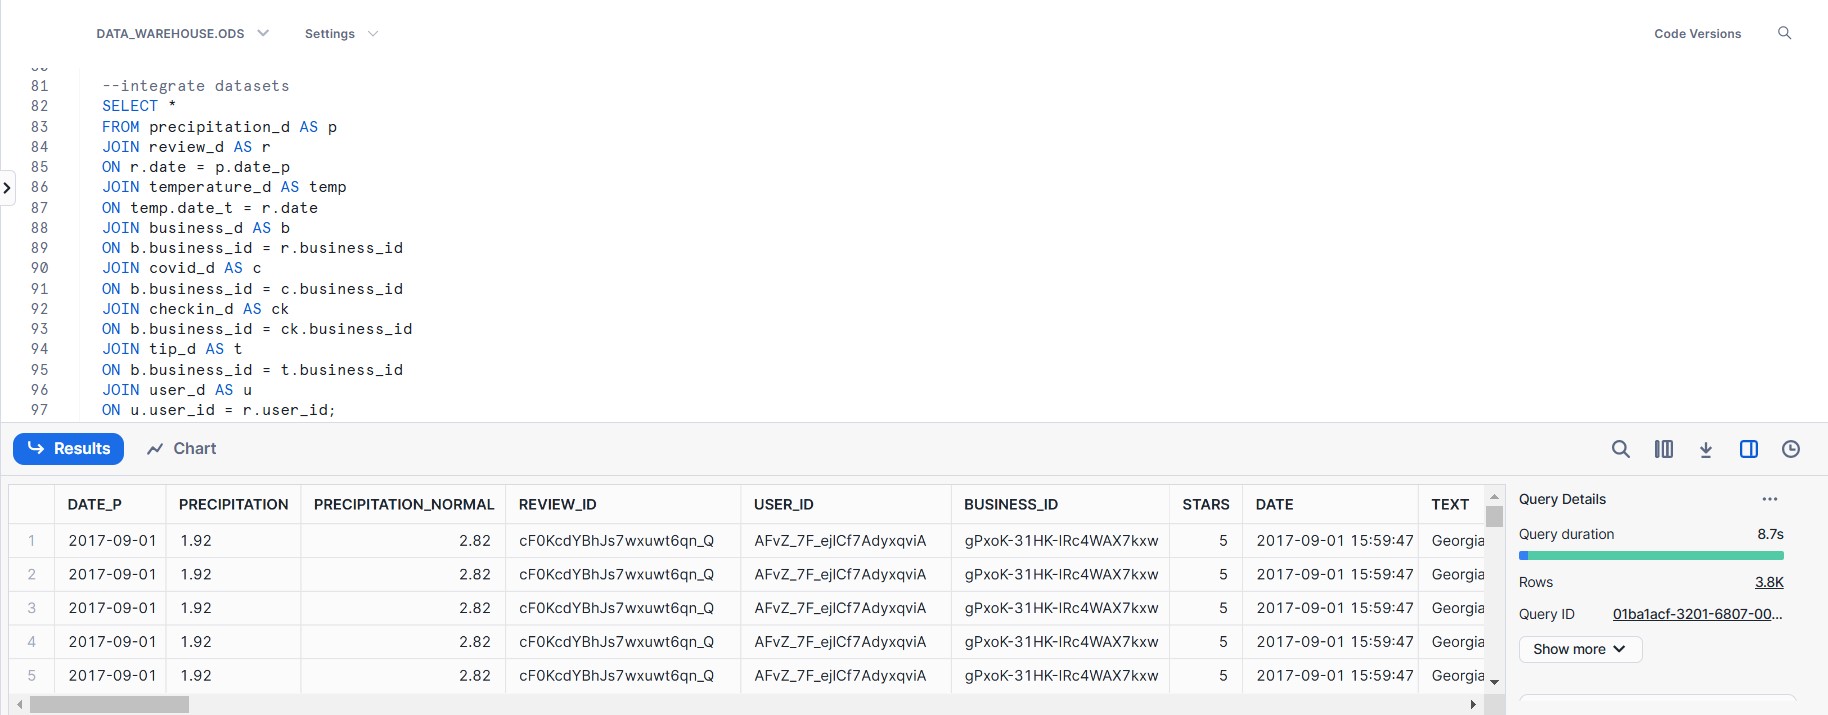 DATA_WAREHOUSE.ODS Settings Code Versions
81 --integrate datasets
82 SELECT *
83 FROM precipitation_d AS p
84 JOIN review_d AS r
85 ON r.date = p.date_p
86 JOIN temperature_d AS temp
87 ON temp.date_t = r.date
88 JOIN business_d AS b
89 ON b.business_id = r.business_id
90 JOIN covid_d AS c
91 ON b.business_id = c.business_id
92 JOIN checkin_d AS ck
93 ON b.business_id = ck.business_id
94 JOIN tip_d AS t
95 ON b.business_id = t.business_id
96 JOIN user_d AS u
97 ON u.user_id = r.user_id;
Results Chart
DATE_P PRECIPITATION PRECIPITATION_NORMAL REVIEW_ID USER_ID BUSINESS_ID STARS DATE TEXT
1 2017-09-01 1.92 2.82 cF0KcdYBhJs7wxuwt6qn_Q AFvZ_7F_ejlCf7AdyxqviA gPxoK-31HK-IRc4WAX7kxw 5 2017-09-01 15:59:47 Georgia
2 2017-09-01 1.92 2.82 cF0KcdYBhJs7wxuwt6qn_Q AFvZ_7F_ejlCf7AdyxqviA gPxoK-31HK-IRc4WAX7kxw 5 2017-09-01 15:59:47 Georgia
3 2017-09-01 1.92 2.82 cF0KcdYBhJs7wxuwt6qn_Q AFvZ_7F_ejlCf7AdyxqviA gPxoK-31HK-IRc4WAX7kxw 5 2017-09-01 15:59:47 Georgia
4 2017-09-01 1.92 2.82 cF0KcdYBhJs7wxuwt6qn_Q AFvZ_7F_ejlCf7AdyxqviA gPxoK-31HK-IRc4WAX7kxw 5 2017-09-01 15:59:47 Georgia
5 2017-09-01 1.92 2.82 cF0KcdYBhJs7wxuwt6qn_Q AFvZ_7F_ejlCf7AdyxqviA gPxoK-31HK-IRc4WAX7kxw 5 2017-09-01 15:59:47 Georgia
Query Details ...
Query duration 8.7s
Rows 3.8K
Query ID 01ba1acf-3201-6807-00...
Show more